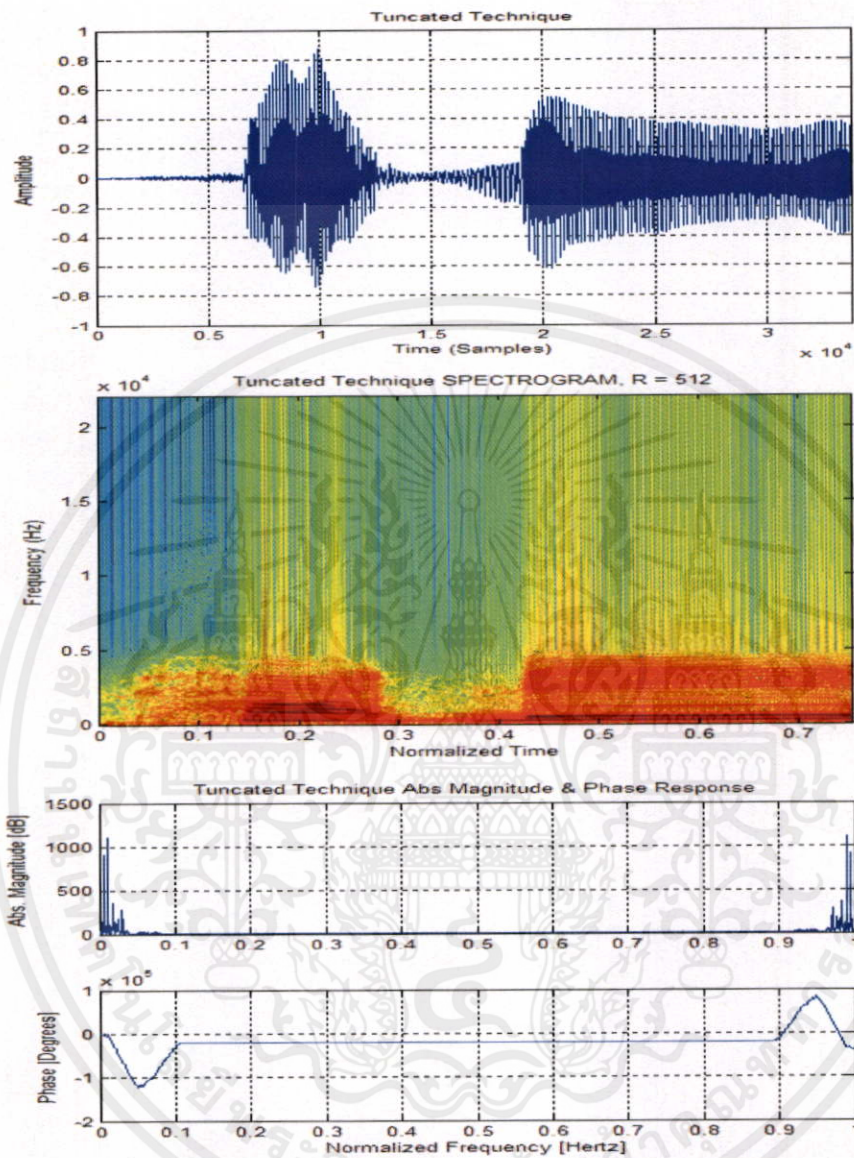 Tuncated Technique
1
0.8
0.6
0.4
0.2
0
-0.2
-0.4
-0.6
-0.8
-1
Amplitude
0 0.5 1 1.5 2 2.5 3
Time (Samples) × 10⁴
× 10⁴ Tuncated Technique SPECTROGRAM, R = 512
2
1.5
1
0.5
0
Frequency (Hz)
0 0.1 0.2 0.3 0.4 0.5 0.6 0.7
Normalized Time
Tuncated Technique Abs Magnitude & Phase Response
1500
1000
500
0
Abs. Magnitude [dB]
0 0.1 0.2 0.3 0.4 0.5 0.6 0.7 0.8 0.9 1
× 10⁵
1
0
-1
-2
Phase [Degrees]
0 0.1 0.2 0.3 0.4 0.5 0.6 0.7 0.8 0.9 1
Normalized Frequency [Hertz]